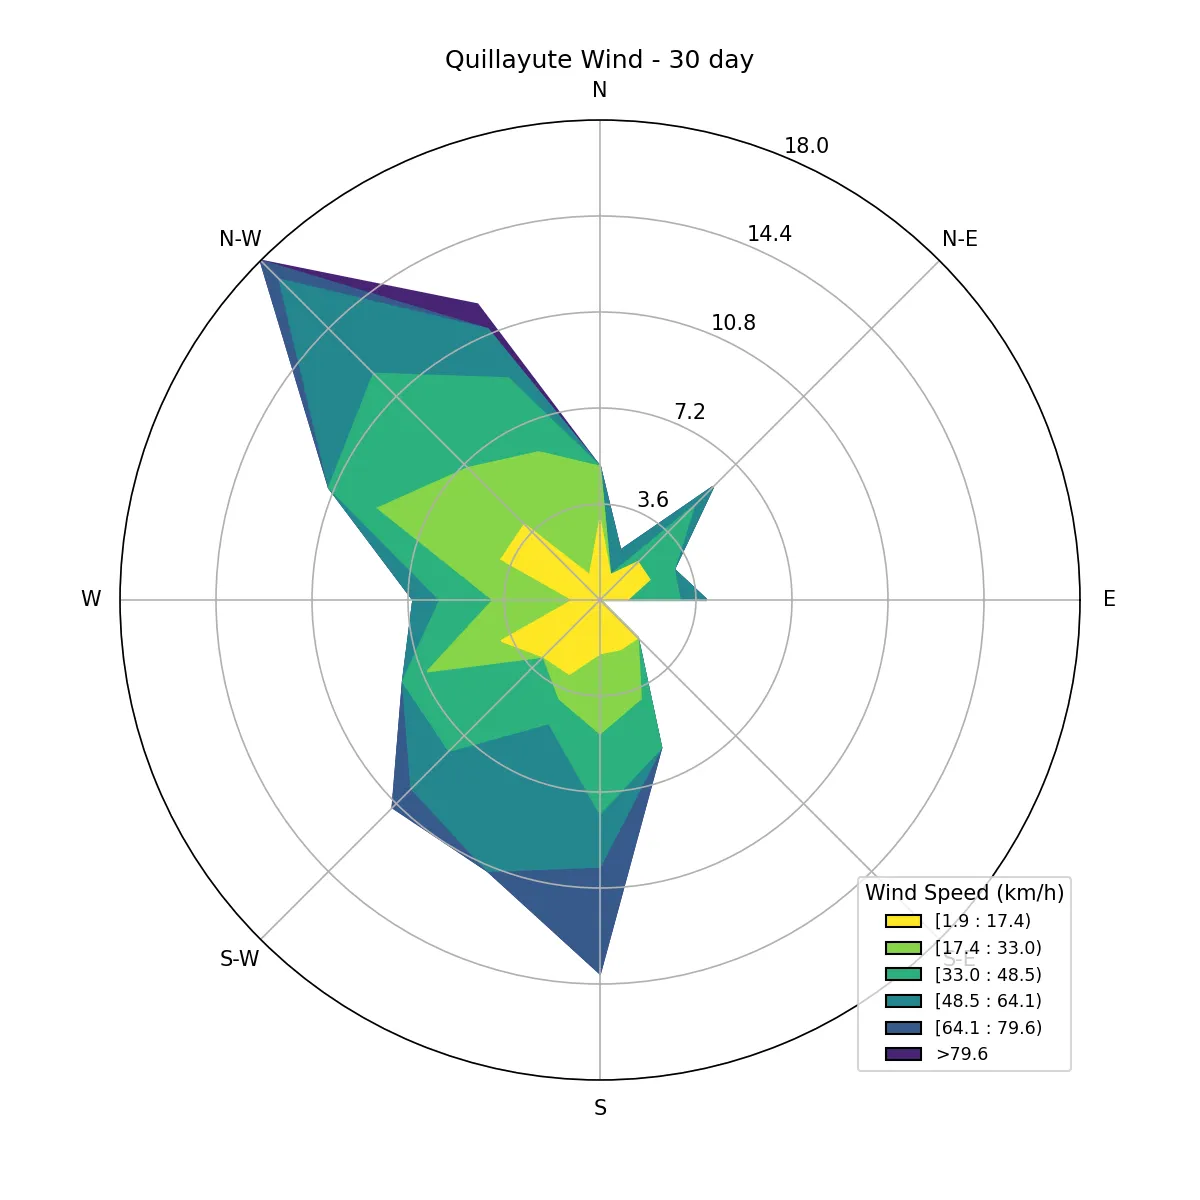 Quillayute Wind - 30 day
N
18.0
14.4
N-W
N-E
10.8
7.2
3.6
W
E
Wind Speed (km/h)
[1.9 : 17.4)
[17.4 : 33.0)
S-W
S-E
[33.0 : 48.5)
[48.5 : 64.1)
[64.1 : 79.6)
>79.6
S